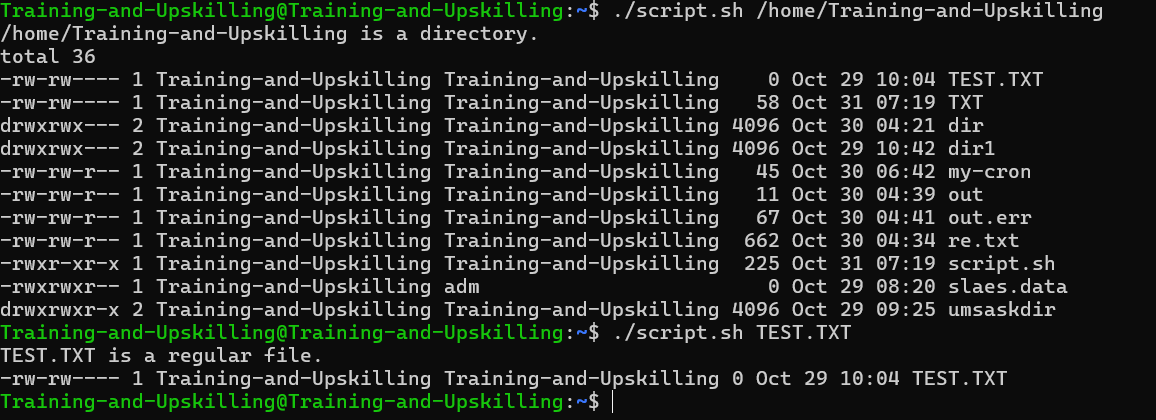 Training-and-Upskilling@Training-and-Upskilling:~$ ./script.sh /home/Training-and-Upskilling
/home/Training-and-Upskilling is a directory.
total 36
-rw-rw---- 1 Training-and-Upskilling Training-and-Upskilling    0 Oct 29 10:04 TEST.TXT
-rw-rw---- 1 Training-and-Upskilling Training-and-Upskilling   58 Oct 31 07:19 TXT
drwxrwx--- 2 Training-and-Upskilling Training-and-Upskilling 4096 Oct 30 04:21 dir
drwxrwx--- 2 Training-and-Upskilling Training-and-Upskilling 4096 Oct 29 10:42 dir1
-rw-rw-r-- 1 Training-and-Upskilling Training-and-Upskilling   45 Oct 30 06:42 my-cron
-rw-rw-r-- 1 Training-and-Upskilling Training-and-Upskilling   11 Oct 30 04:39 out
-rw-rw-r-- 1 Training-and-Upskilling Training-and-Upskilling   67 Oct 30 04:41 out.err
-rw-rw-r-- 1 Training-and-Upskilling Training-and-Upskilling  662 Oct 30 04:34 re.txt
-rwxr-xr-x 1 Training-and-Upskilling Training-and-Upskilling  225 Oct 31 07:19 script.sh
-rwxrwxr-- 1 Training-and-Upskilling adm                        0 Oct 29 08:20 slaes.data
drwxrwxr-x 2 Training-and-Upskilling Training-and-Upskilling 4096 Oct 29 09:25 umsaskdir
Training-and-Upskilling@Training-and-Upskilling:~$ ./script.sh TEST.TXT
TEST.TXT is a regular file.
-rw-rw---- 1 Training-and-Upskilling Training-and-Upskilling 0 Oct 29 10:04 TEST.TXT
Training-and-Upskilling@Training-and-Upskilling:~$